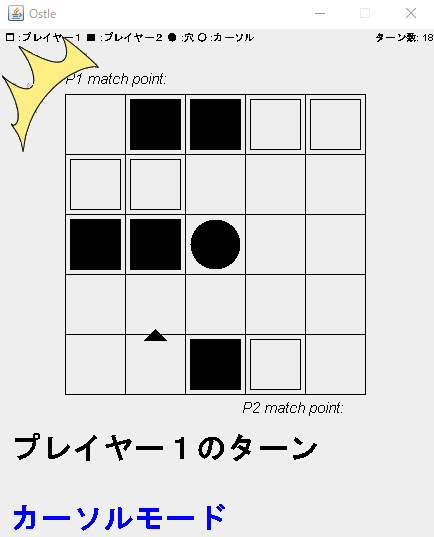 Ostle
□:プレイヤー1 ■:プレイヤー2 ●:穴 ○:カーソル
ターン数: 18
P1 match point:
P2 match point:
プレイヤー1のターン
カーソルモード